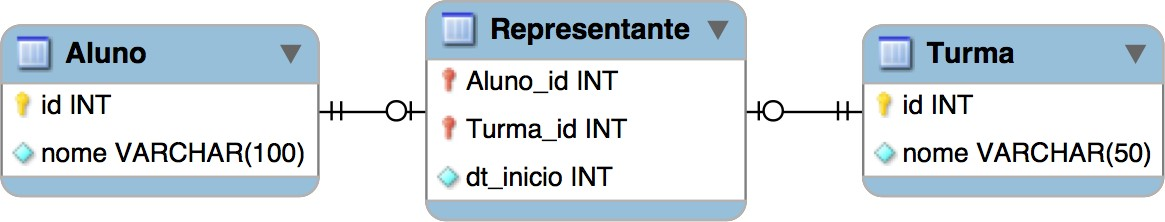 Aluno
id INT
nome VARCHAR(100)
Representante
Aluno_id INT
Turma_id INT
dt_inicio INT
Turma
id INT
nome VARCHAR(50)